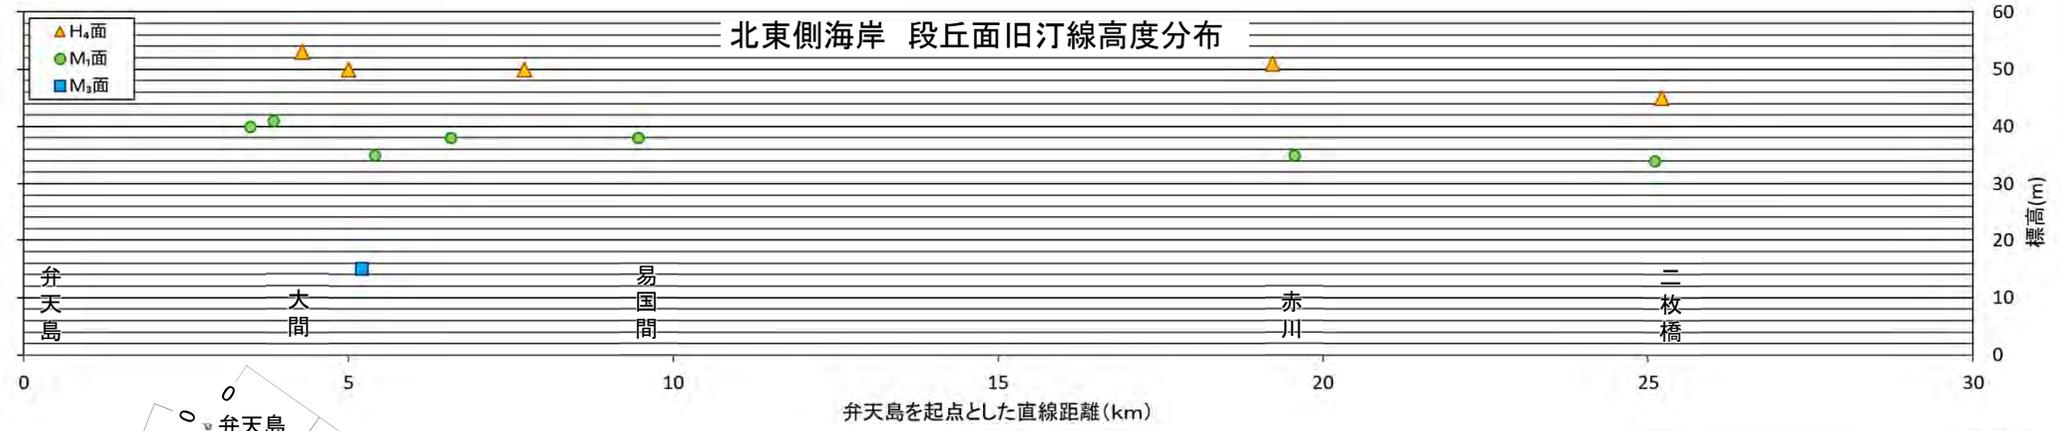 北東側海岸 段丘面旧汀線高度分布
H₄面
M₁面
M₃面
60
50
40
30
20
10
0
標高(m)
弁天島
大間
易国間
赤川
二枚橋
0 5 10 15 20 25 30
弁天島を起点とした直線距離(km)
0
0
弁天島